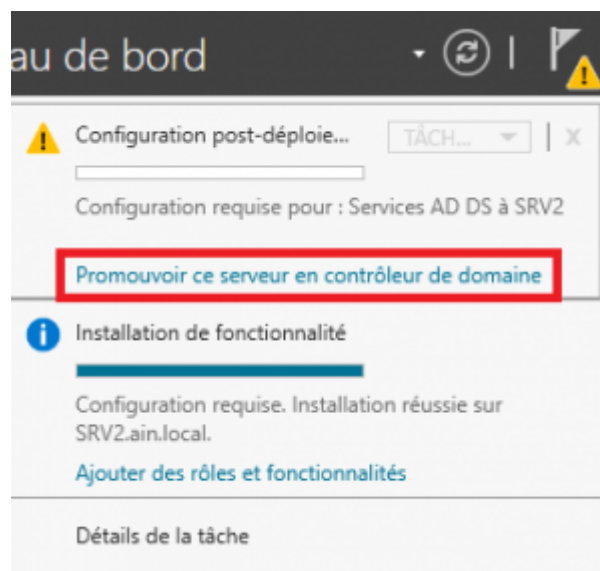 au de bord
Configuration post-déploie...
TÂCH...
X
Configuration requise pour : Services AD DS à SRV2
Promouvoir ce serveur en contrôleur de domaine
Installation de fonctionnalité
Configuration requise. Installation réussie sur
SRV2.ain.local.
Ajouter des rôles et fonctionnalités
Détails de la tâche